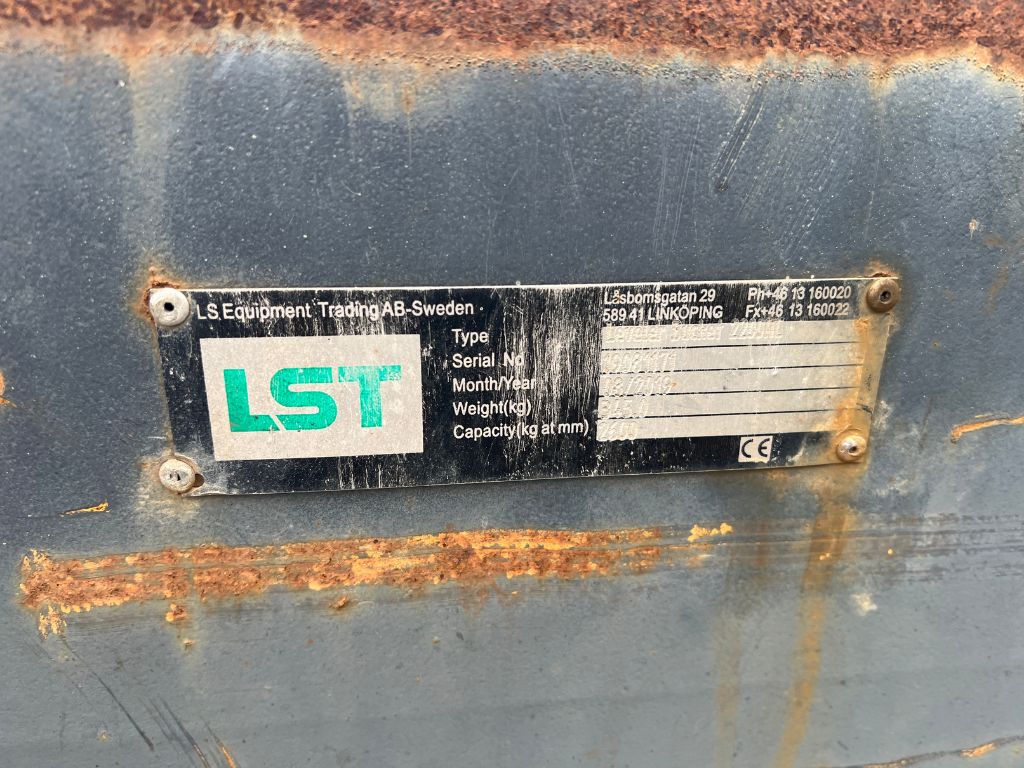 LS Equipment Trading AB-Sweden
Låsbomsgatan 29
589 41 LINKÖPING
Ph+46 13 160020
Fx+46 13 160022
LST
Type
Serial No
Month/Year
Weight(kg)
Capacity(kg at mm)
CE